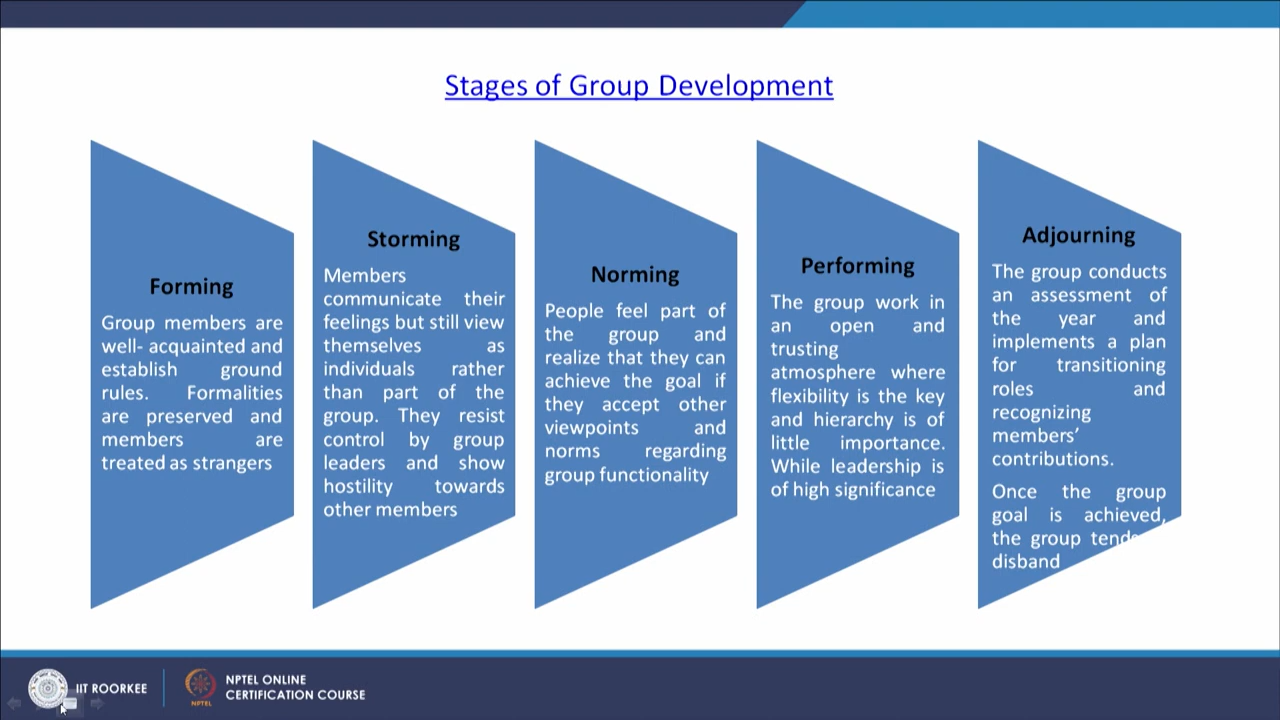 Stages of Group Development
Forming
Group members are
well- acquainted and
establish ground
rules. Formalities
are preserved and
members are
treated as strangers
Storming
Members
communicate their
feelings but still view
themselves as
individuals rather
than part of the
group. They resist
control by group
leaders and show
hostility towards
other members
Norming
People feel part of
the group and
realize that they can
achieve the goal if
they accept other
viewpoints and
norms regarding
group functionality
Performing
The group work in
an open and
trusting
atmosphere where
flexibility is the key
and hierarchy is of
little importance.
While leadership is
of high significance
Adjourning
The group conducts
an assessment of
the year and
implements a plan
for transitioning
roles and
recognizing
members'
contributions.
Once the group
goal is achieved,
the group tends
disband
IIT ROORKEE
NPTEL
NPTEL ONLINE
CERTIFICATION COURSE